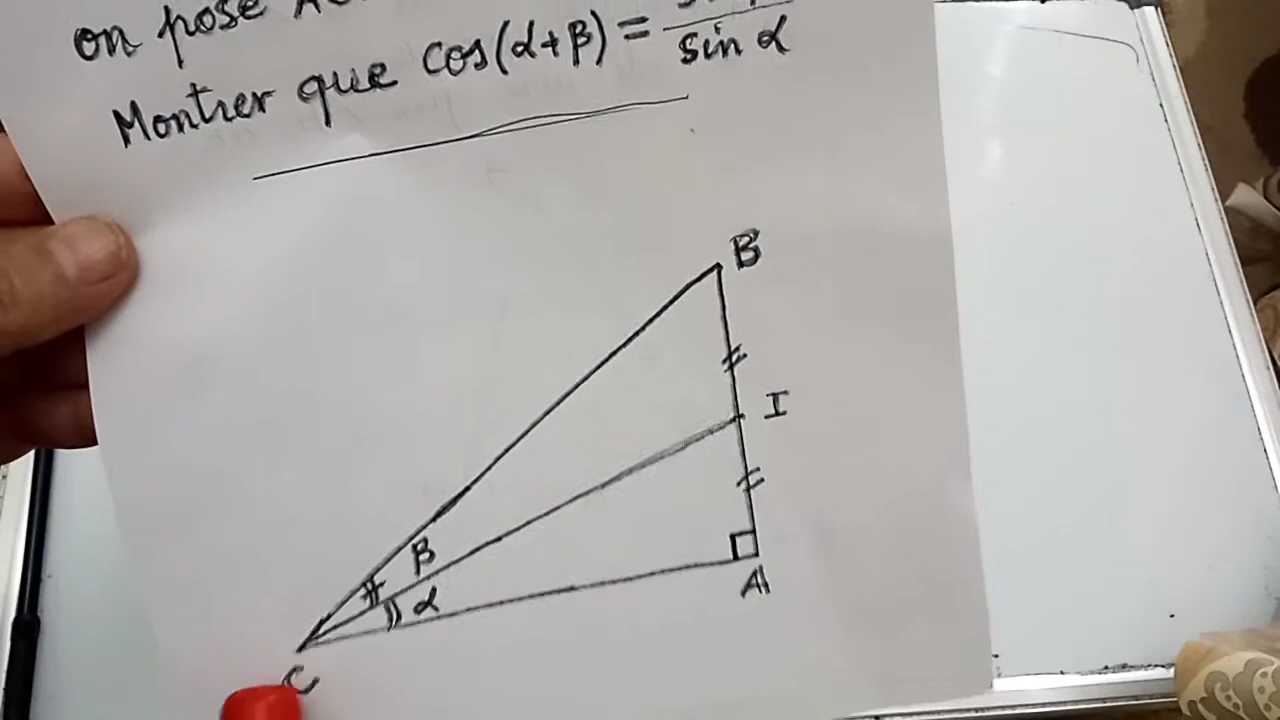 on pose
Montrer que cos(α+β) = / sin α
B
I
β
α
A
C